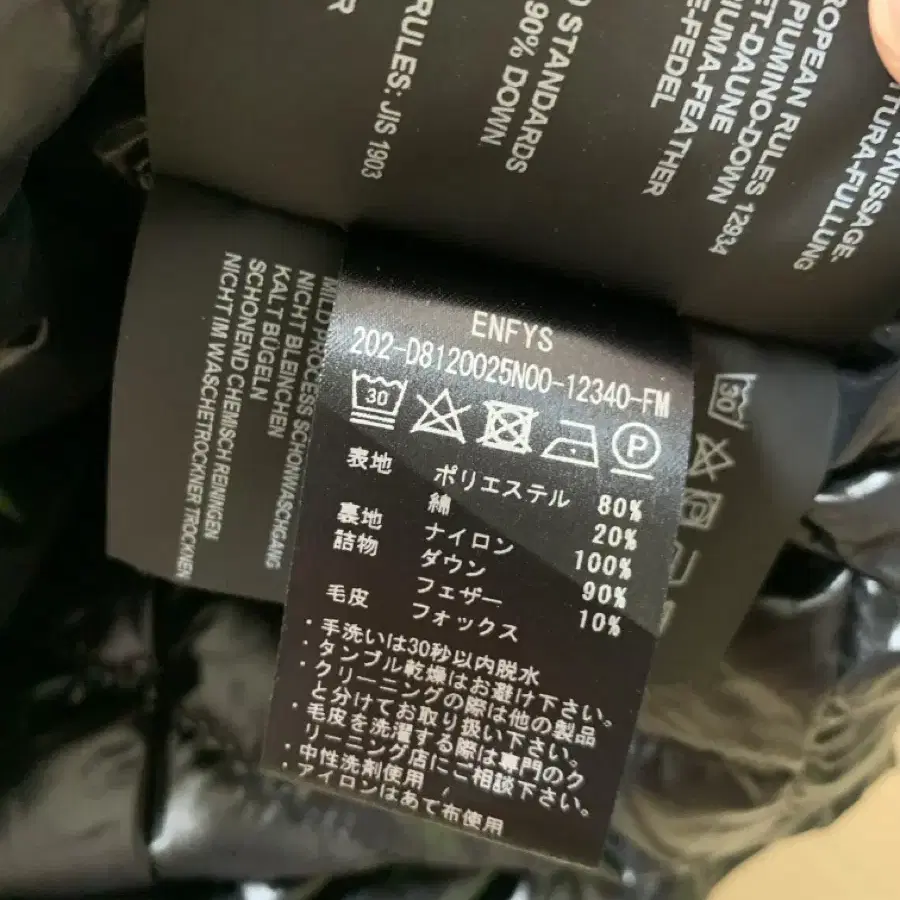 R
RULES: JIS 1903
STANDARDS
90% DOWN.
PIUMA-FEATHER
E-FEDEL
ROPEAN RULES 12934
PIUMINO-DOWN
ET-DAUNE
TURA-FULLUNG
MILD PROCESS SCHONWASCHGANG
NICHT BLEINCHEN
KALT BÜGELN
SCHONEND CHEMISCH REININGEN
NICHT IM WASCHETROCKNER TROCKNEN
ENFYS
202-D8120025N00-12340-FM
30
P
表地 ポリエステル 80%
綿 20%
裏地 ナイロン 100%
詰物 ダウン 90%
フェザー 10%
毛皮 フォックス
・手洗いは30秒以内脱水
・タンブル乾燥はお避け下さい。
・クリーニングの際は他の製品
と分けてお取り扱い下さい。
・毛皮を洗濯する際は専門のク
リーニング店にご相談下さい。
・中性洗剤使用
・アイロンはあて布使用
30